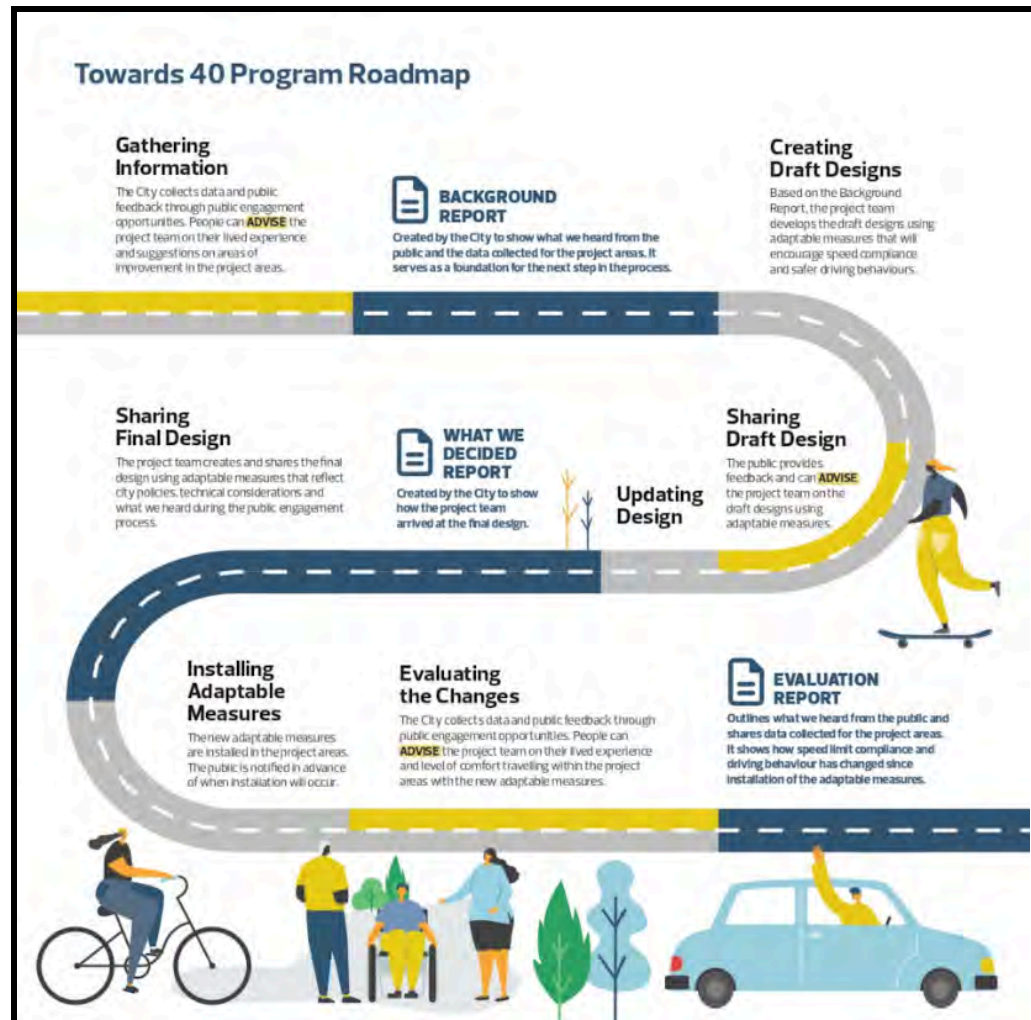 Towards 40 Program Roadmap
Gathering
Information
The City collects data and public
feedback through public engagement
opportunities. People can ADVISE the
project team on their lived experience
and suggestions on areas of
improvement in the project areas.
BACKGROUND
REPORT
Created by the City to show what we heard from the
public and the data collected for the project areas. It
serves as a foundation for the next step in the process.
Creating
Draft Designs
Based on the Background
Report, the project team
develops the draft designs using
adaptable measures that will
encourage speed compliance
and safer driving behaviours.
Sharing
Draft Design
The public provides
feedback and can ADVISE
the project team on the
draft designs using
adaptable measures.
Updating
Design
WHAT WE
DECIDED
REPORT
Created by the City to show
how the project team
arrived at the final design.
Sharing
Final Design
The project team creates and shares the final
design using adaptable measures that reflect
city policies, technical considerations and
what we heard during the public engagement
process.
Installing
Adaptable
Measures
The new adaptable measures
are installed in the project areas.
The public is notified in advance
of when installation will occur.
Evaluating
the Changes
The City collects data and public feedback through
public engagement opportunities. People can
ADVISE the project team on their lived experience
and level of comfort travelling within the project
areas with the new adaptable measures.
EVALUATION
REPORT
Outlines what we heard from the public and
shares data collected for the project areas.
It shows how speed limit compliance and
driving behaviour has changed since
installation of the adaptable measures.